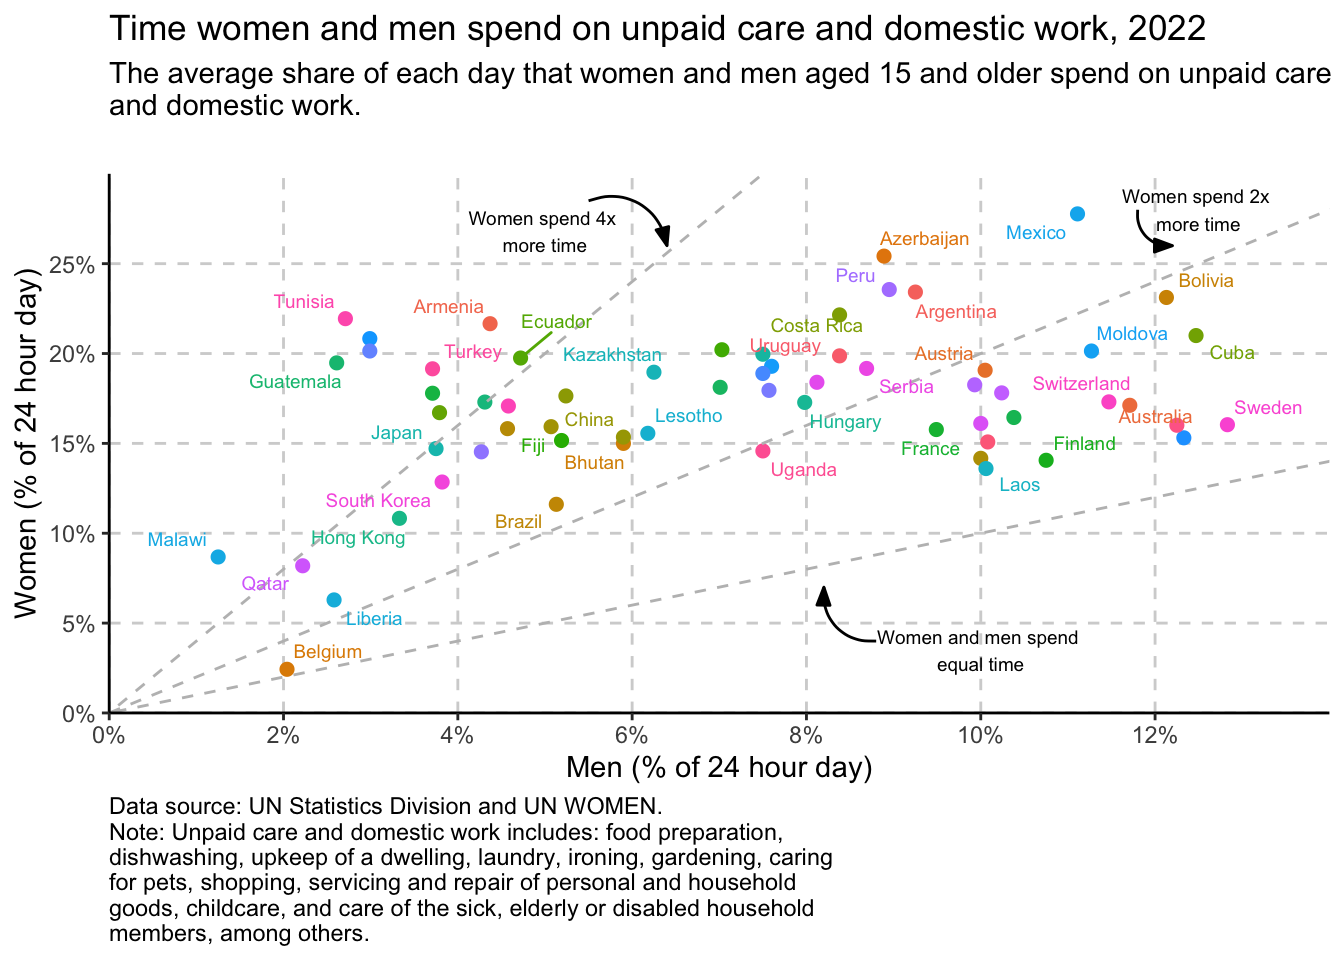 Time women and men spend on unpaid care and domestic work, 2022
The average share of each day that women and men aged 15 and older spend on unpaid care
and domestic work.
Women spend 4x
more time
Women spend 2x
more time
Mexico
Azerbaijan
Peru
Argentina
Bolivia
Tunisia
Armenia
Ecuador
Costa Rica
Uruguay
Moldova
Cuba
Turkey
Kazakhstan
Austria
Guatemala
Serbia
Switzerland
Australia
Sweden
Japan
China
Lesotho
Hungary
Fiji
Bhutan
Uganda
France
Finland
Laos
South Korea
Brazil
Hong Kong
Malawi
Qatar
Liberia
Belgium
Women and men spend
equal time
25%
20%
15%
10%
5%
0%
Women (% of 24 hour day)
0%
2%
4%
6%
8%
10%
12%
Men (% of 24 hour day)
Data source: UN Statistics Division and UN WOMEN.
Note: Unpaid care and domestic work includes: food preparation,
dishwashing, upkeep of a dwelling, laundry, ironing, gardening, caring
for pets, shopping, servicing and repair of personal and household
goods, childcare, and care of the sick, elderly or disabled household
members, among others.